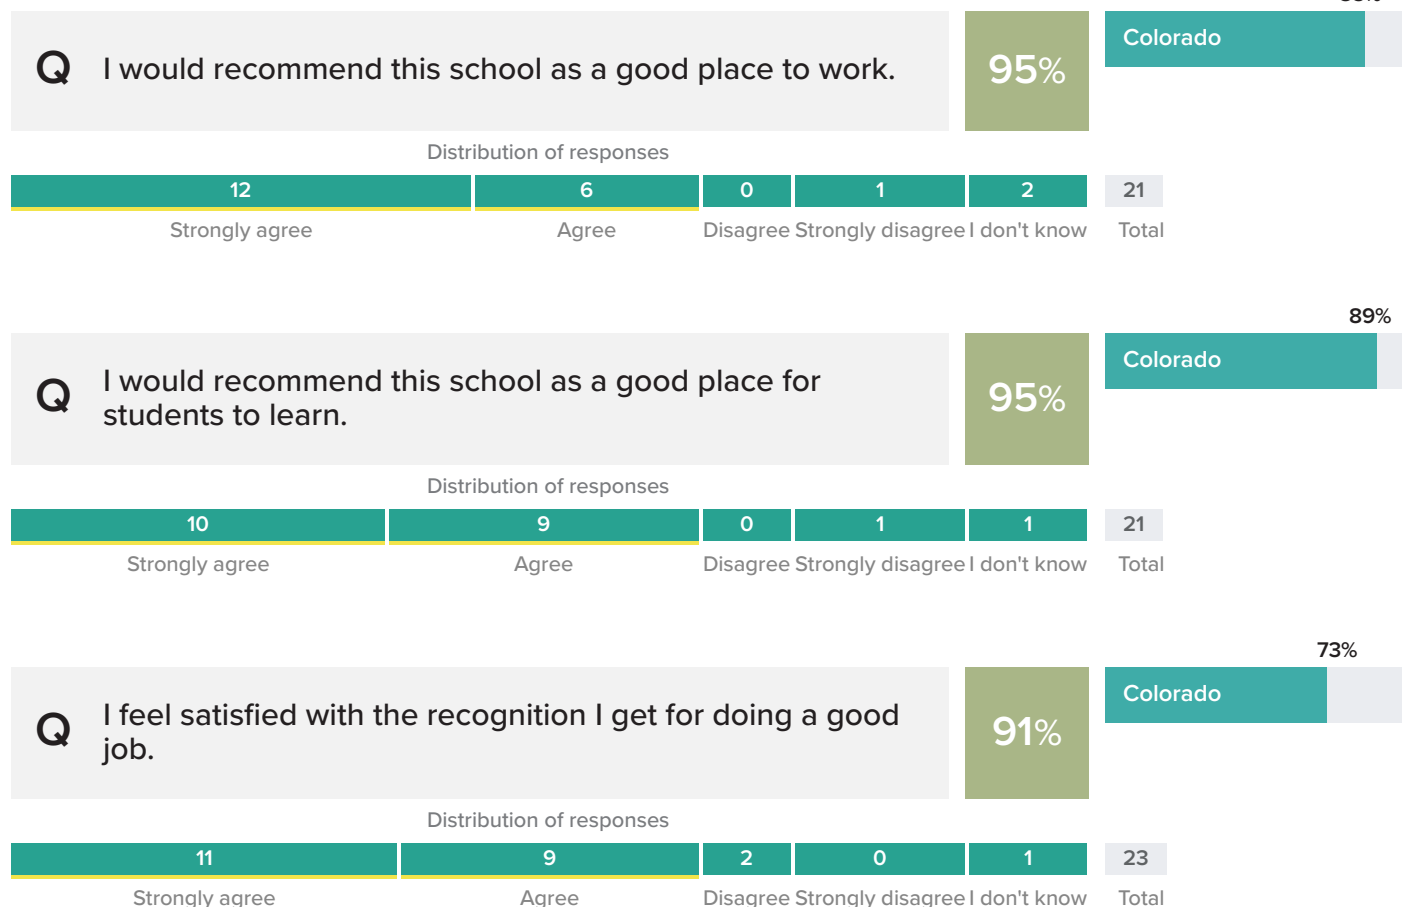 Q I would recommend this school as a good place to work.
95%
Colorado
Distribution of responses
12 6 0 1 2 21
Strongly agree Agree Disagree Strongly disagree I don't know Total
89%
Q I would recommend this school as a good place for
students to learn.
95%
Colorado
Distribution of responses
10 9 0 1 1 21
Strongly agree Agree Disagree Strongly disagree I don't know Total
73%
Q I feel satisfied with the recognition I get for doing a good
job.
91%
Colorado
Distribution of responses
11 9 2 0 1 23
Strongly agree Agree Disagree Strongly disagree I don't know Total